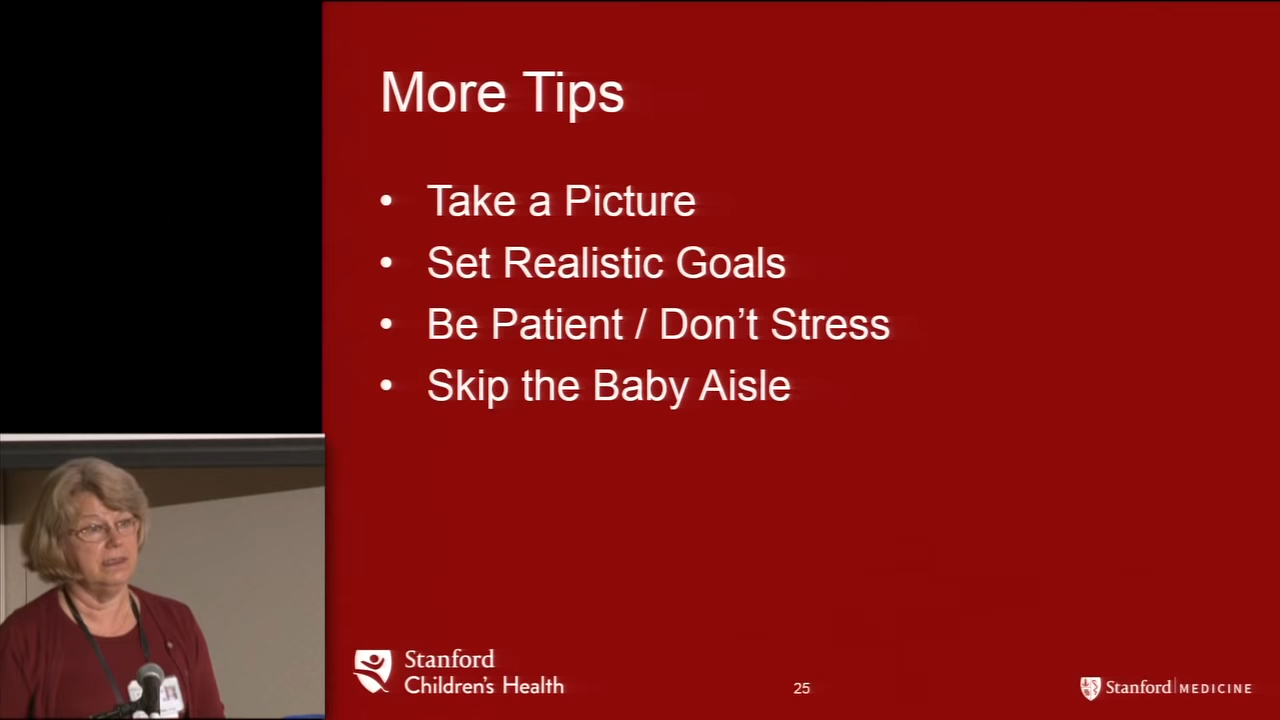 More Tips
• Take a Picture
• Set Realistic Goals
• Be Patient / Don’t Stress
• Skip the Baby Aisle
Stanford
Children’s Health
25
Stanford MEDICINE